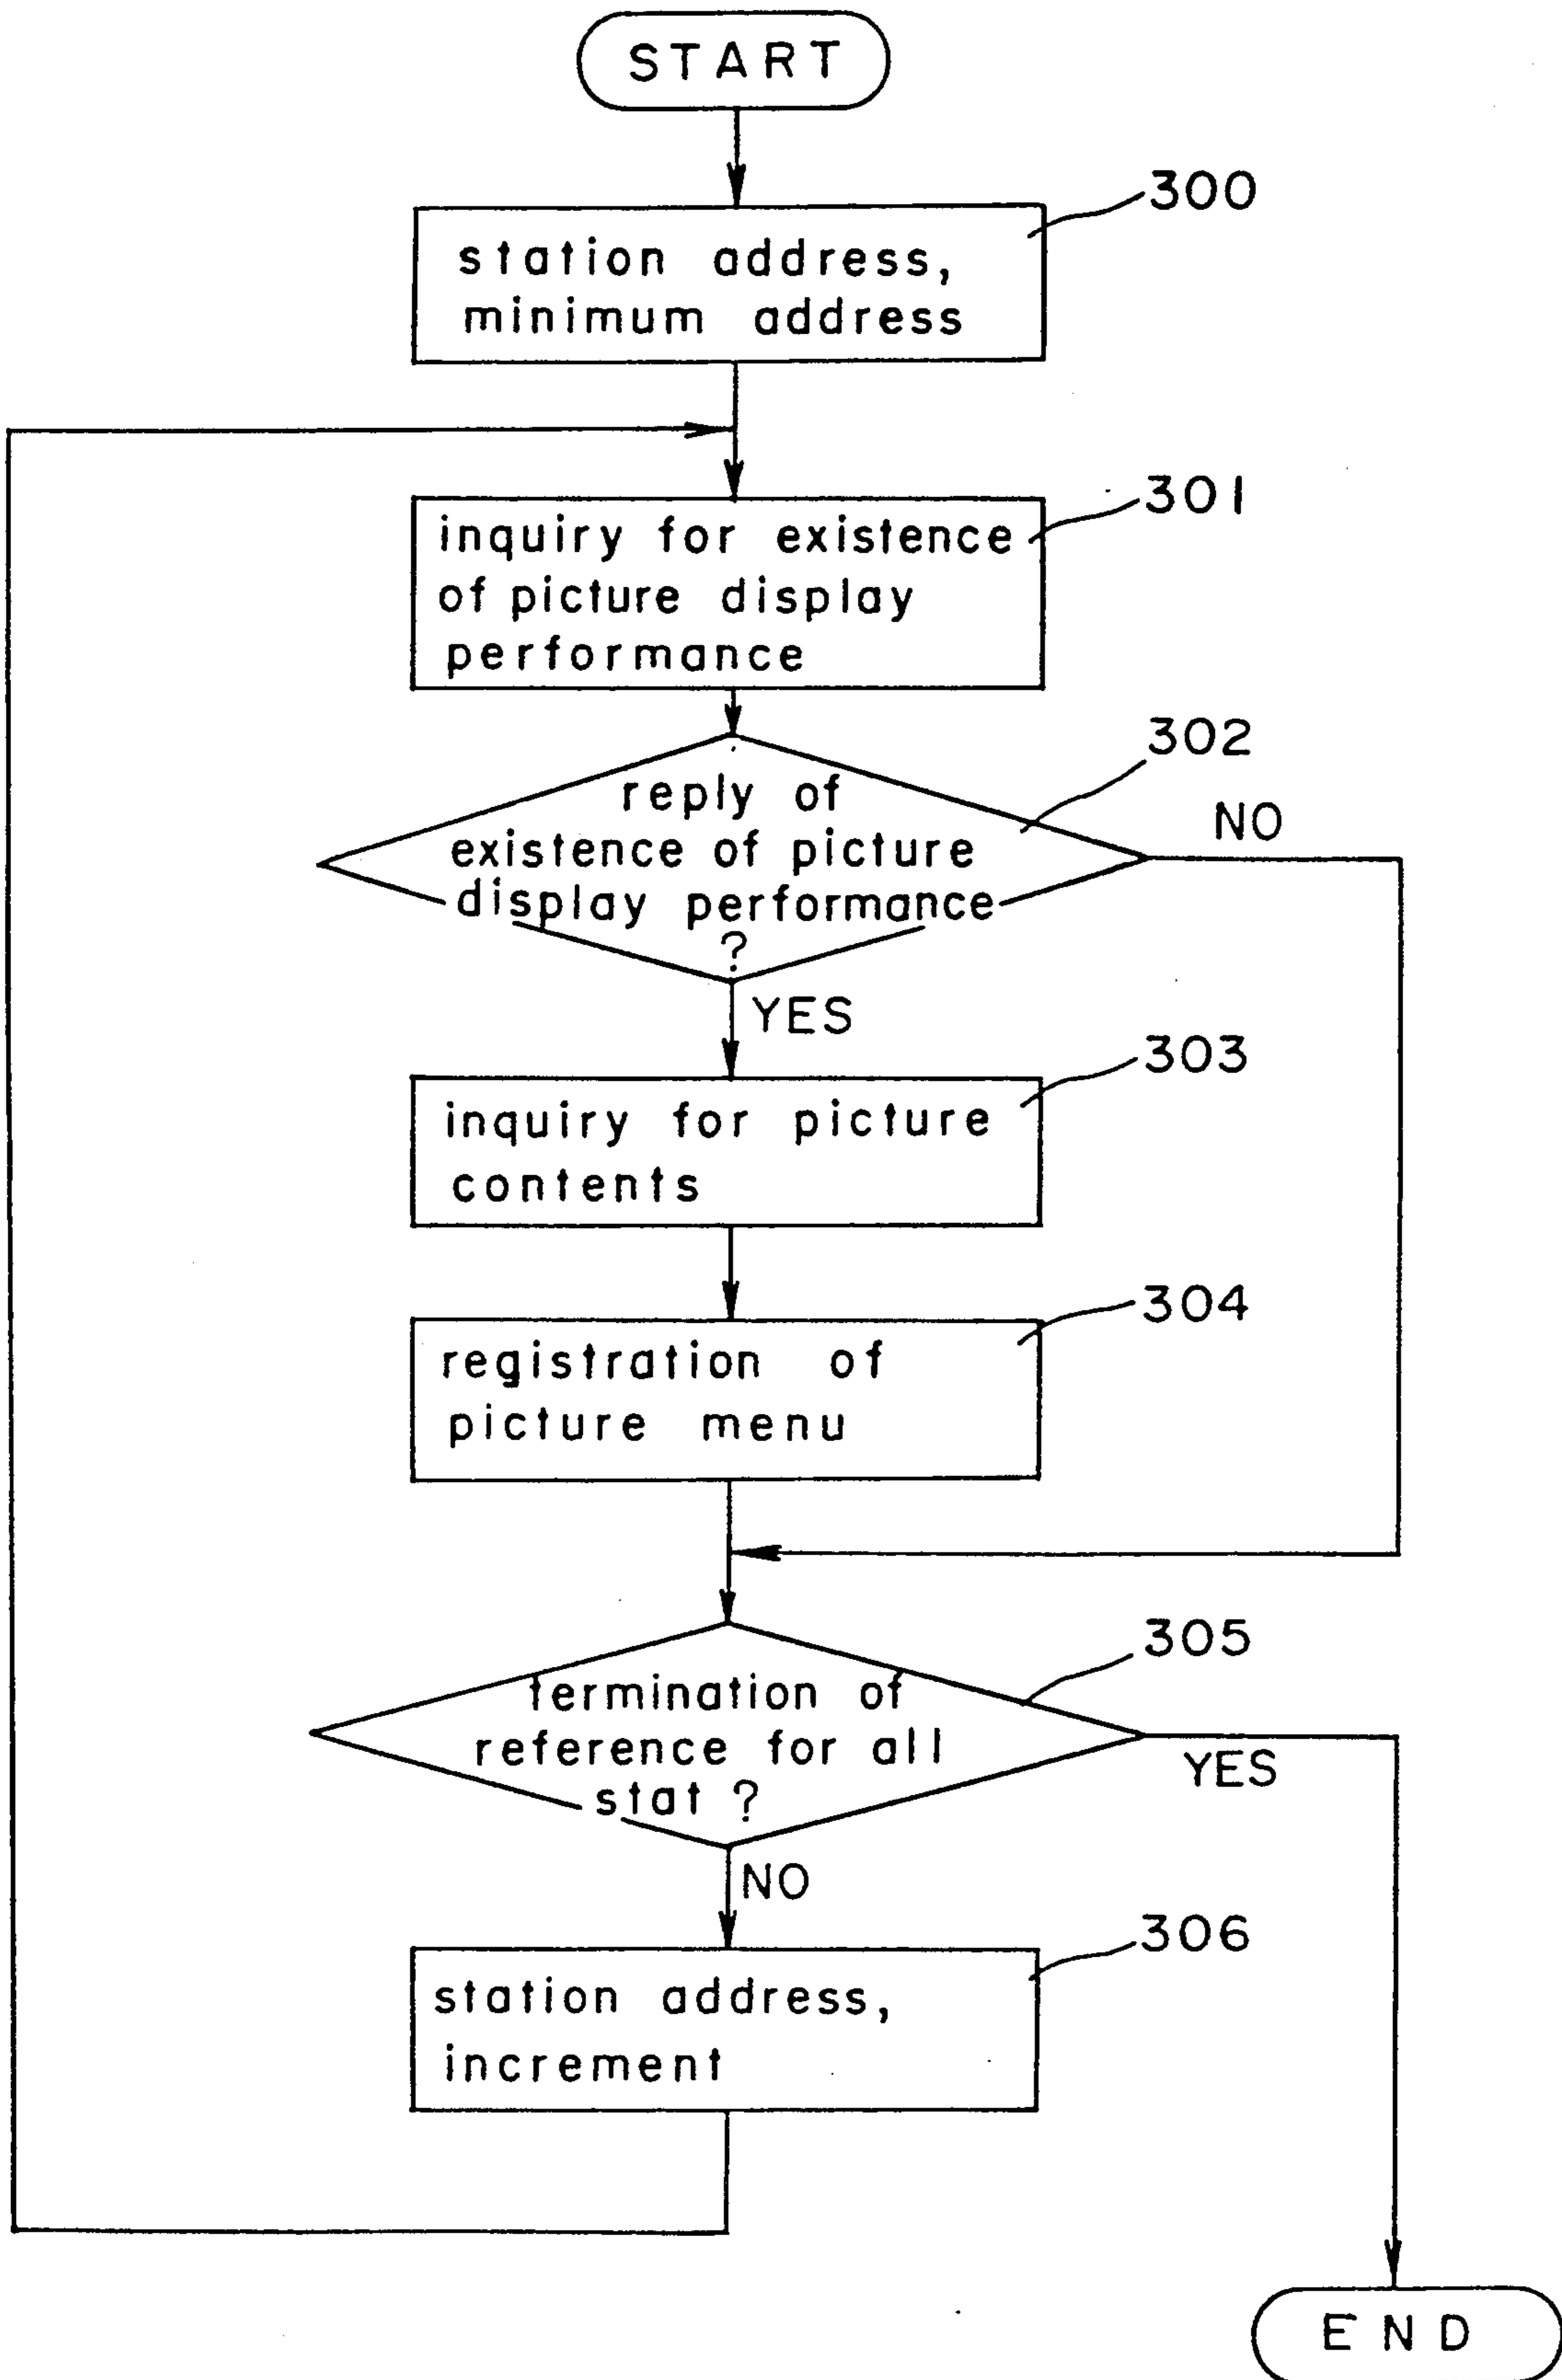 START
300
station address,
minimum address
301
inquiry for existence
of picture display
performance
302
reply of
existence of picture
display performance
?
NO
YES
303
inquiry for picture
contents
304
registration of
picture menu
305
termination of
reference for all
stat ?
YES
NO
306
station address,
increment
END